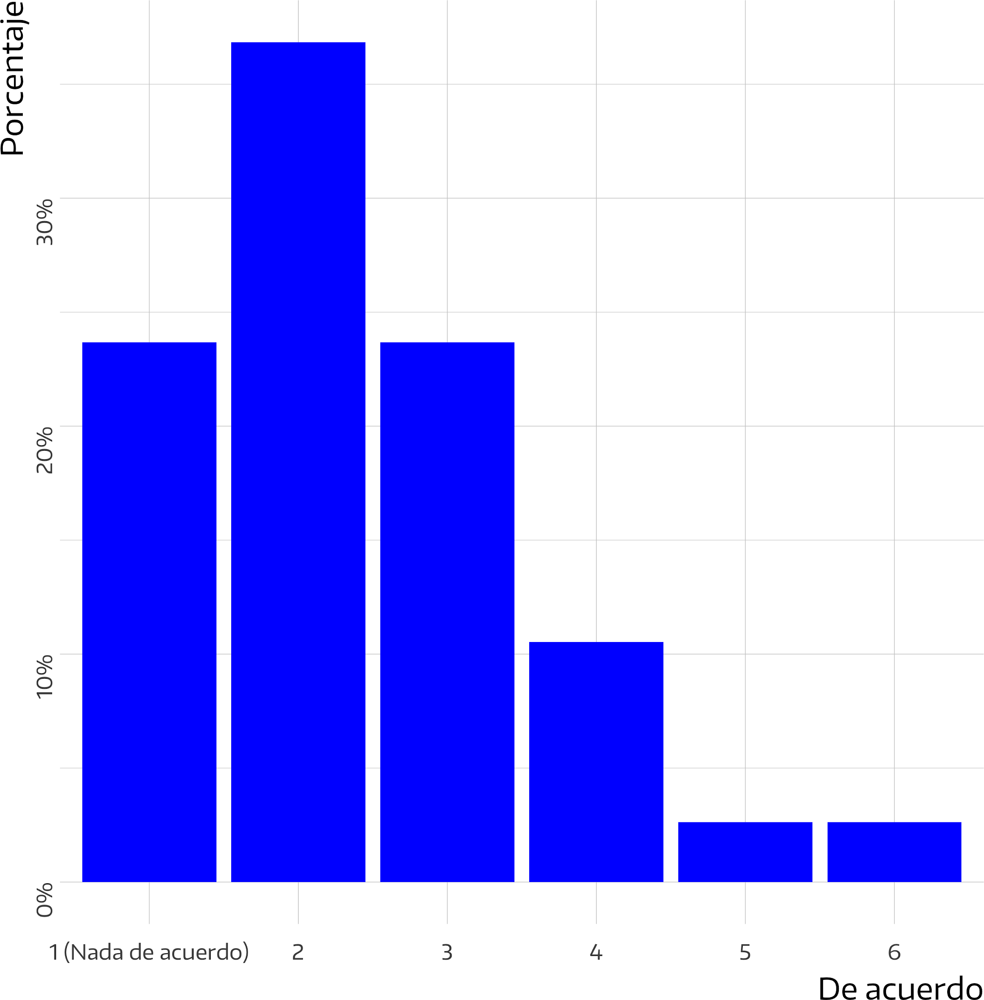 Porcentaje
30%
20%
10%
0%
1 (Nada de acuerdo) 2 3 4 5 6
De acuerdo